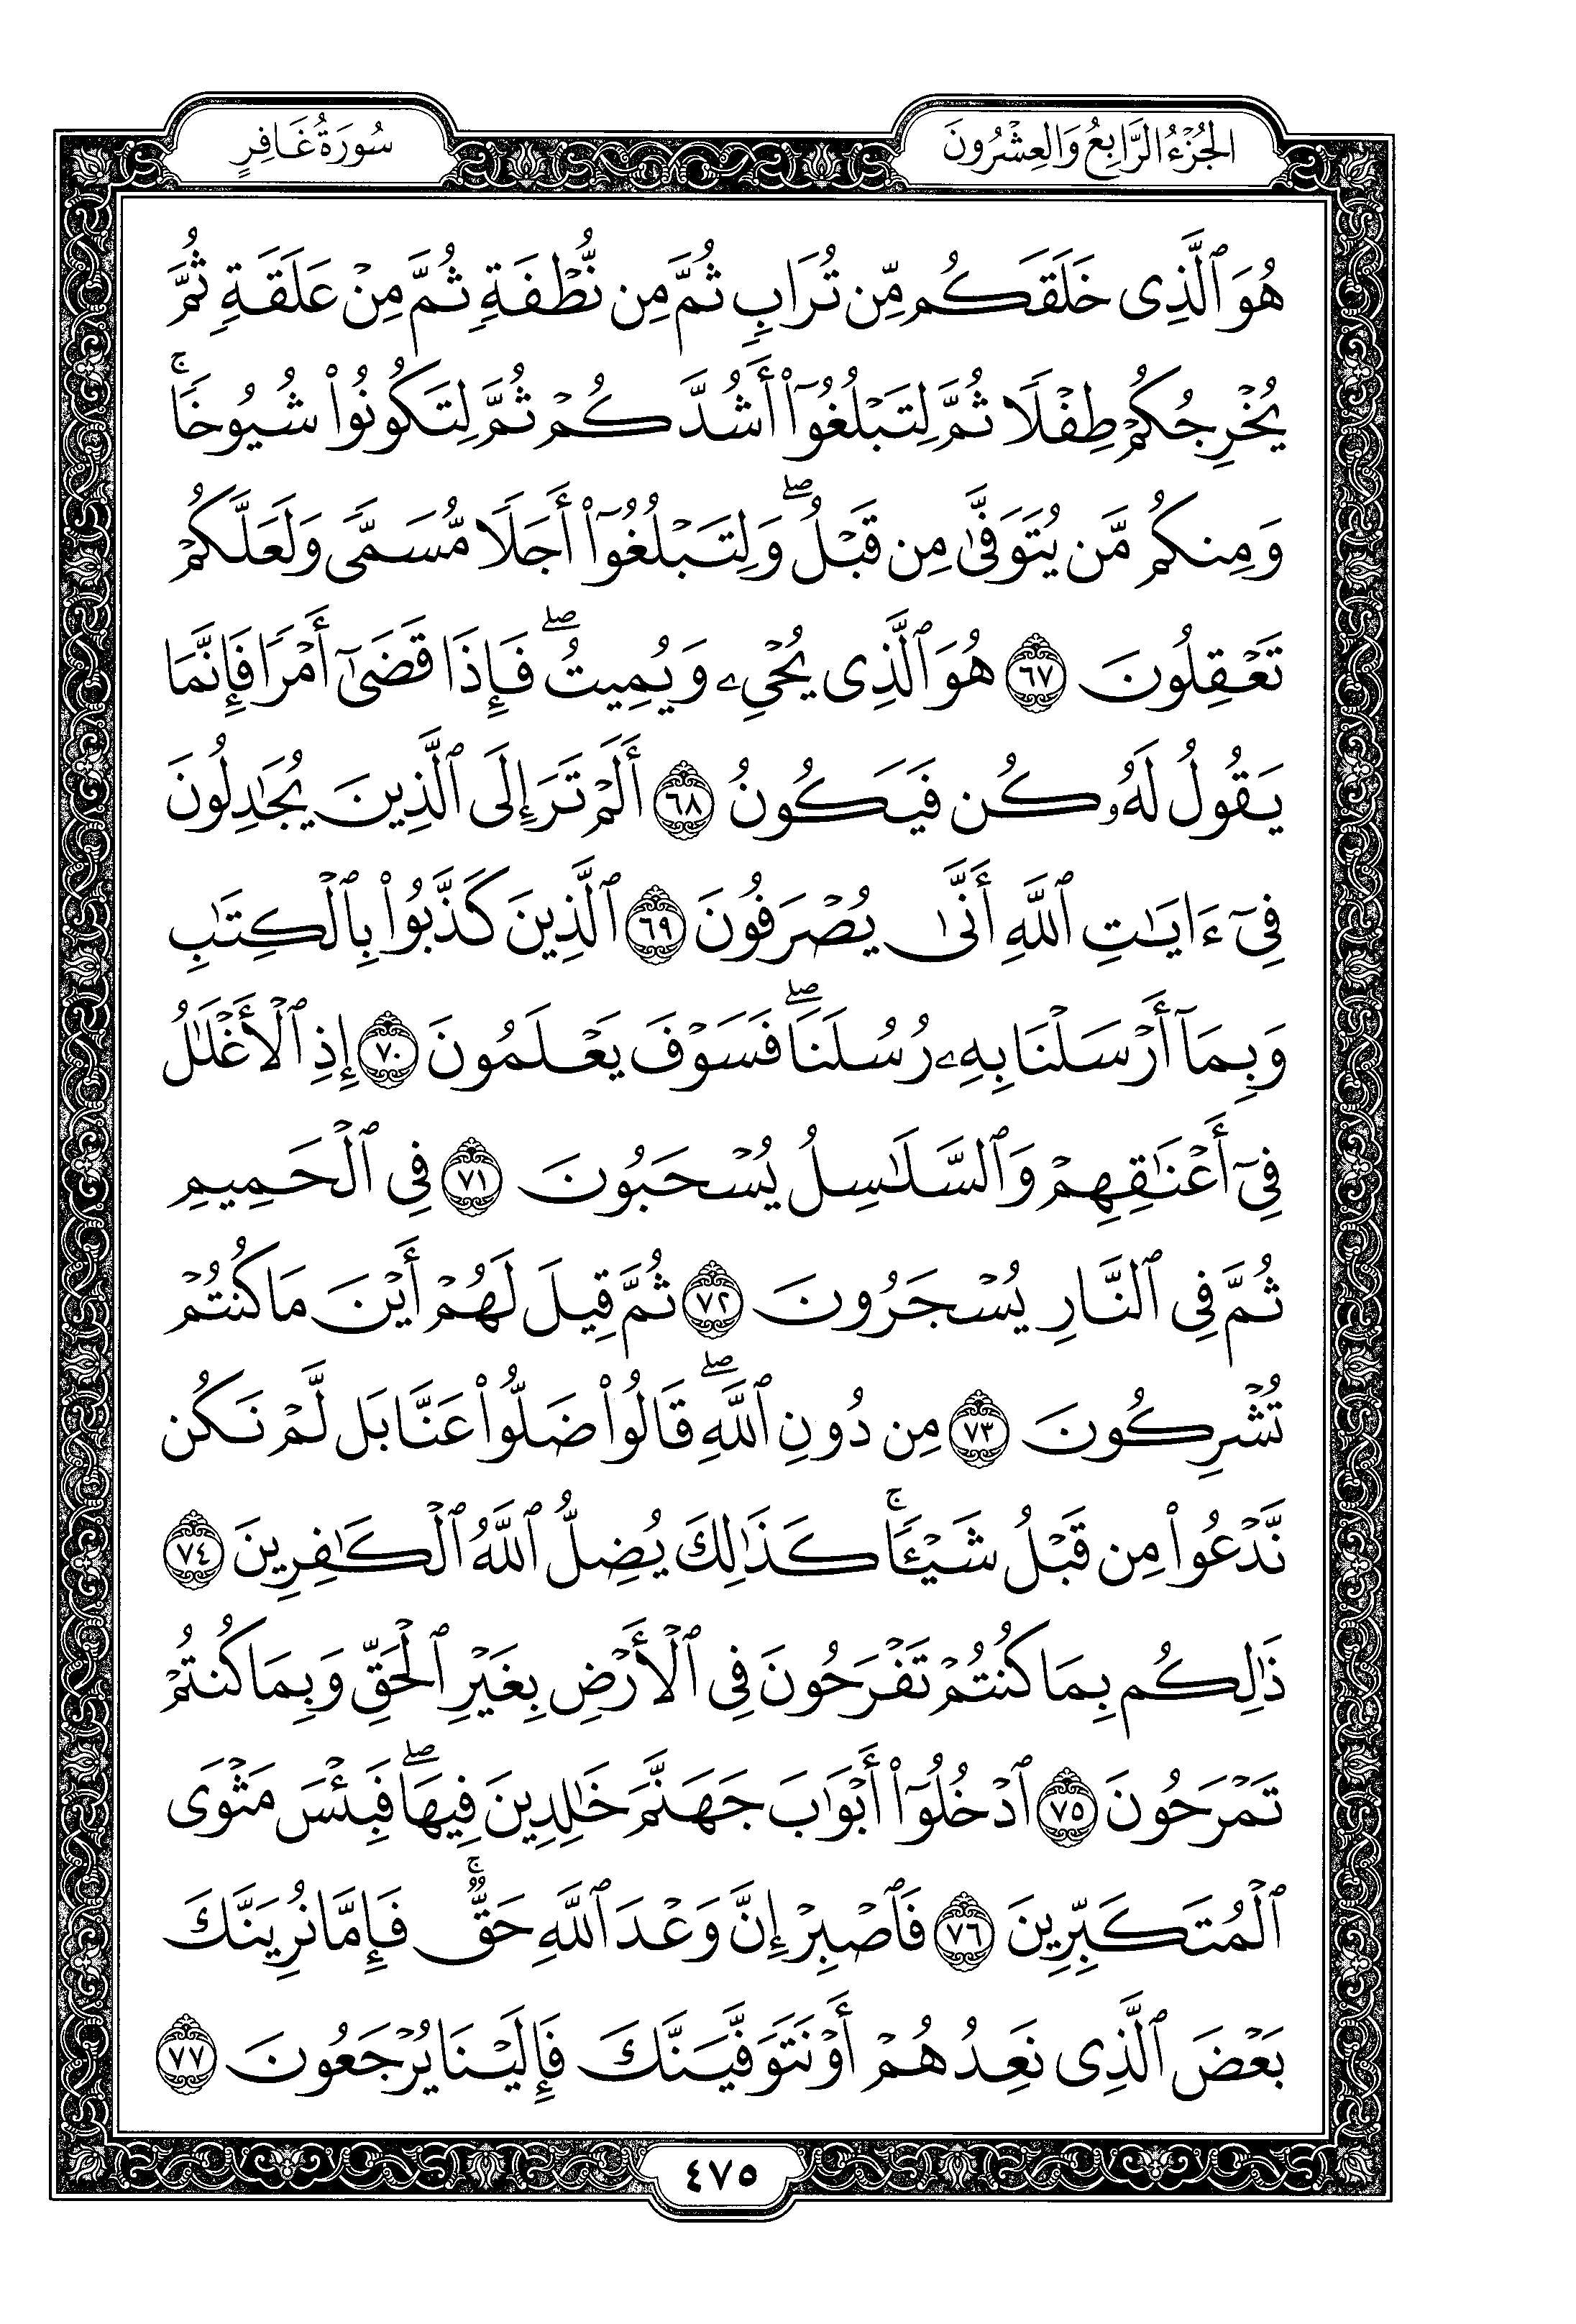 الجُزْءُ الرَّابِعُ وَالعِشْرُونَ
سُورَةُ غَافِرٍ
هُوَ ٱلَّذِى خَلَقَكُم مِّن تُرَابٍ ثُمَّ مِن نُّطْفَةٍ ثُمَّ مِنْ عَلَقَةٍ ثُمَّ
يُخْرِجُكُمْ طِفْلًا ثُمَّ لِتَبْلُغُوٓا۟ أَشُدَّكُمْ ثُمَّ لِتَكُونُوا۟ شُيُوخًا ۚ
وَمِنكُم مَّن يُتَوَفَّىٰ مِن قَبْلُ ۖ وَلِتَبْلُغُوٓا۟ أَجَلًا مُّسَمًّى وَلَعَلَّكُمْ
تَعْقِلُونَ ٦٧ هُوَ ٱلَّذِى يُحْىِۦ وَيُمِيتُ ۖ فَإِذَا قَضَىٰٓ أَمْرًا فَإِنَّمَا
يَقُولُ لَهُۥ كُن فَيَكُونُ ٦٨ أَلَمْ تَرَ إِلَى ٱلَّذِينَ يُجَٰدِلُونَ
فِىٓ ءَايَٰتِ ٱللَّهِ أَنَّىٰ يُصْرَفُونَ ٦٩ ٱلَّذِينَ كَذَّبُوا۟ بِٱلْكِتَٰبِ
وَبِمَآ أَرْسَلْنَا بِهِۦ رُسُلَنَا ۖ فَسَوْفَ يَعْلَمُونَ ٧٠ إِذِ ٱلْأَغْلَٰلُ
فِىٓ أَعْنَٰقِهِمْ وَٱلسَّلَٰسِلُ يُسْحَبُونَ ٧١ فِى ٱلْحَمِيمِ
ثُمَّ فِى ٱلنَّارِ يُسْجَرُونَ ٧٢ ثُمَّ قِيلَ لَهُمْ أَيْنَ مَا كُنتُمْ
تُشْرِكُونَ ٧٣ مِن دُونِ ٱللَّهِ ۖ قَالُوا۟ ضَلُّوا۟ عَنَّا بَل لَّمْ نَكُن
نَّدْعُوا۟ مِن قَبْلُ شَيْـًٔا ۚ كَذَٰلِكَ يُضِلُّ ٱللَّهُ ٱلْكَٰفِرِينَ ٧٤
ذَٰلِكُم بِمَا كُنتُمْ تَفْرَحُونَ فِى ٱلْأَرْضِ بِغَيْرِ ٱلْحَقِّ وَبِمَا كُنتُمْ
تَمْرَحُونَ ٧٥ ٱدْخُلُوٓا۟ أَبْوَٰبَ جَهَنَّمَ خَٰلِدِينَ فِيهَا ۖ فَبِئْسَ مَثْوَى
ٱلْمُتَكَبِّرِينَ ٧٦ فَٱصْبِرْ إِنَّ وَعْدَ ٱللَّهِ حَقٌّ ۚ فَإِمَّا نُرِيَنَّكَ
بَعْضَ ٱلَّذِى نَعِدُهُمْ أَوْ نَتَوَفَّيَنَّكَ فَإِلَيْنَا يُرْجَعُونَ ٧٧
٤٧٥